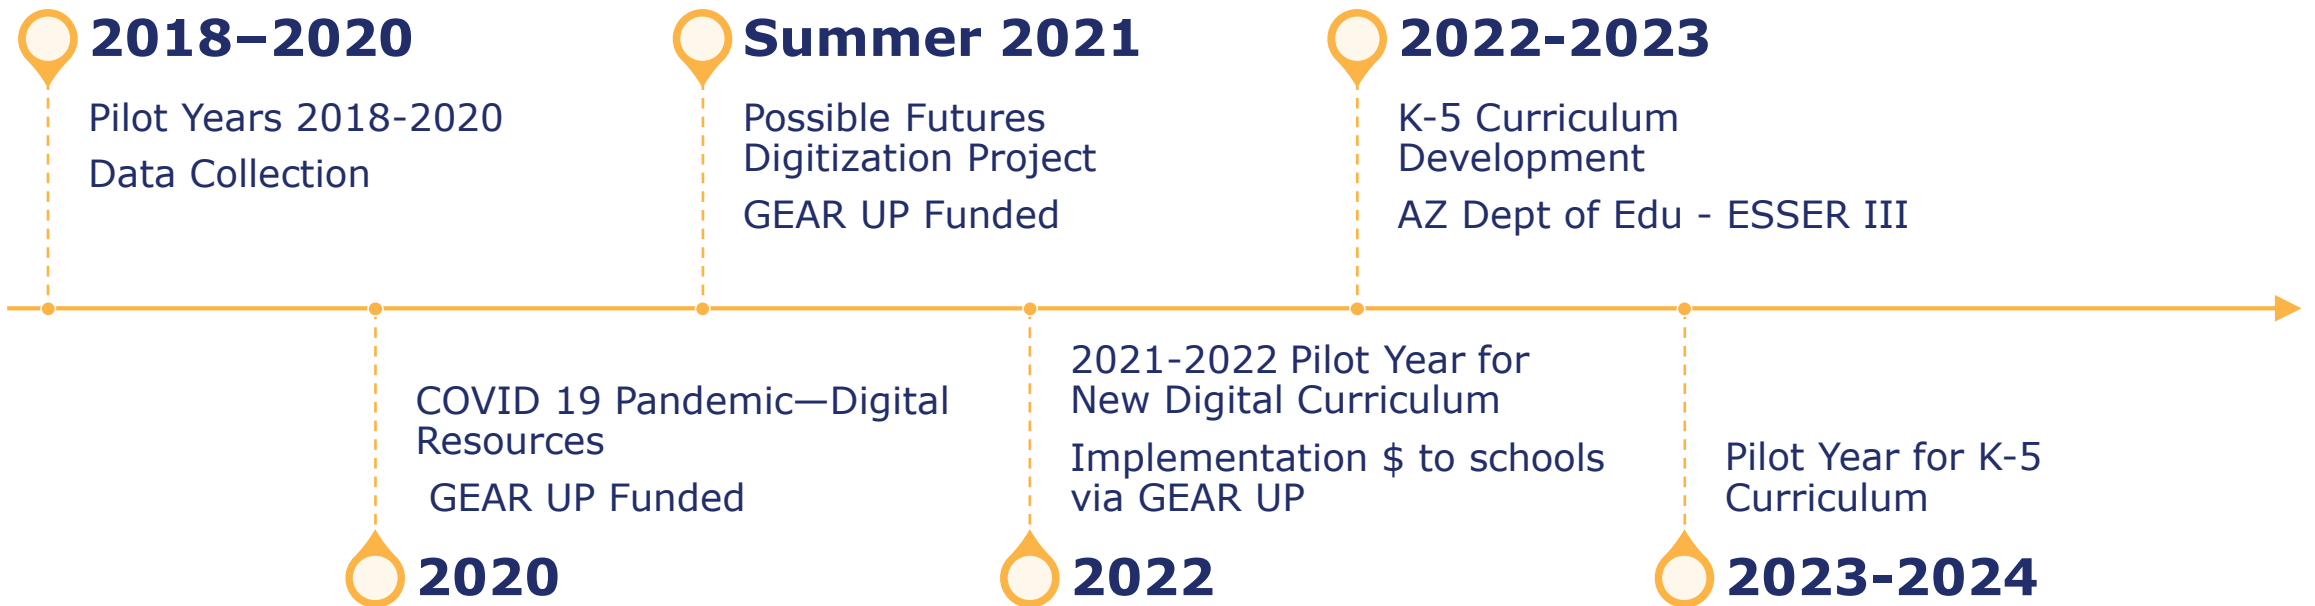 2018–2020
Pilot Years 2018-2020
Data Collection
COVID 19 Pandemic—Digital
Resources
GEAR UP Funded
2020
Summer 2021
Possible Futures
Digitization Project
GEAR UP Funded
2021-2022 Pilot Year for
New Digital Curriculum
Implementation $ to schools
via GEAR UP
2022
2022-2023
K-5 Curriculum
Development
AZ Dept of Edu - ESSER III
Pilot Year for K-5
Curriculum
2023-2024